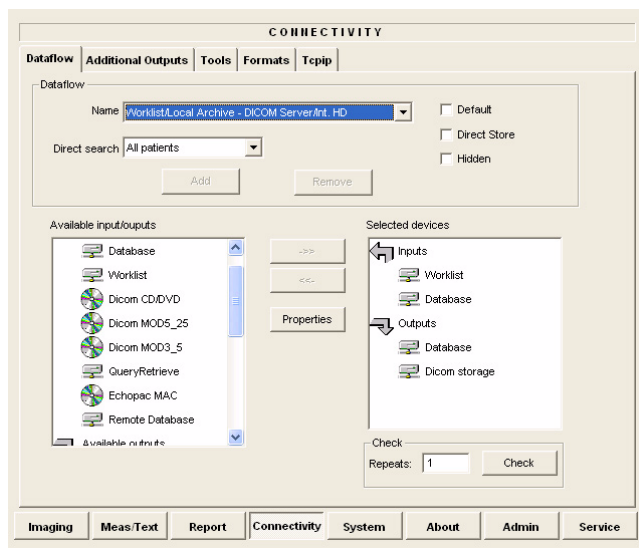 CONNECTIVITY
Dataflow Additional Outputs Tools Formats Tcpip
Dataflow
Name Worklist/Local Archive - DICOM Server/Int. HD
Default
Direct Store
Hidden
Direct search All patients
Add Remove
Available input/ouputs
Database
Worklist
Dicom CD/DVD
Dicom MOD5_25
Dicom MOD3_5
QueryRetrieve
Echopac MAC
Remote Database
Available outputs
->>
<<-
Properties
Selected devices
Inputs
Worklist
Database
Outputs
Database
Dicom storage
Check
Repeats: 1 Check
Imaging Meas/Text Report Connectivity System About Admin Service